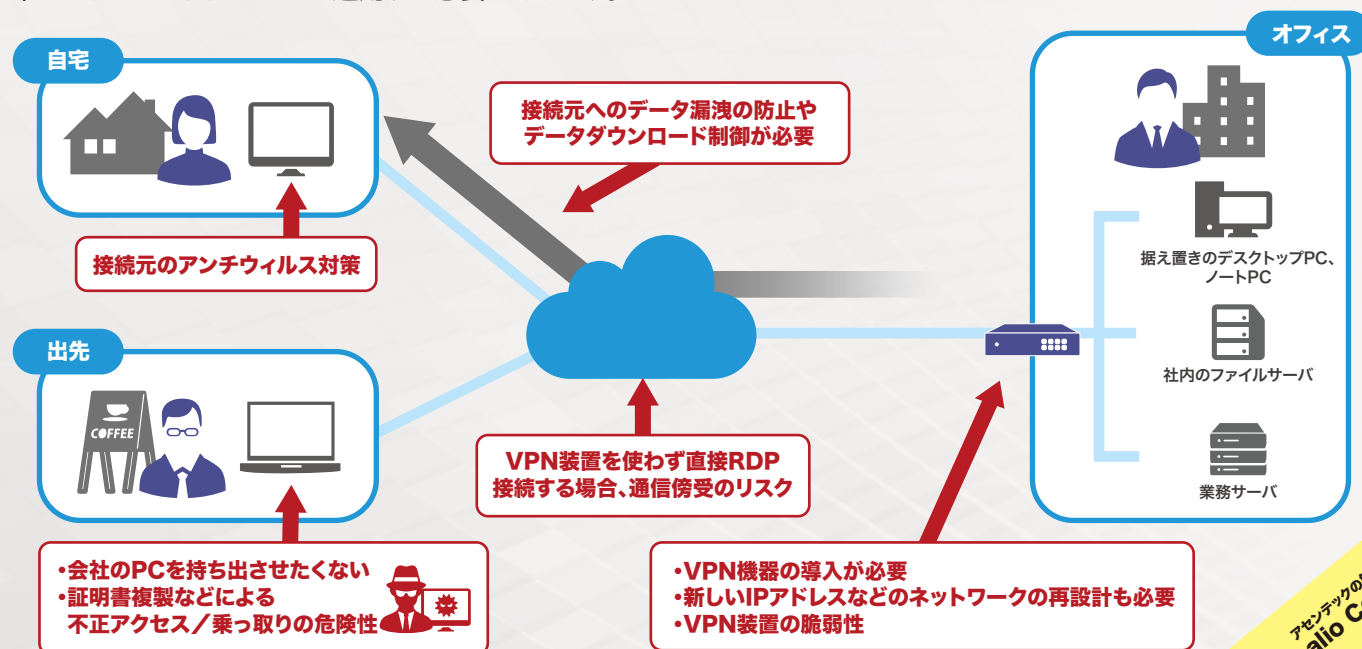 自宅
オフィス
接続元へのデータ漏洩の防止や
データダウンロード制御が必要
接続元のアンチウィルス対策
据え置きのデスクトップPC、
ノートPC
出先
COFFEE
社内のファイルサーバ
VPN装置を使わず直接RDP
接続する場合、通信傍受のリスク
業務サーバ
・会社のPCを持ち出させたくない
・証明書複製などによる
不正アクセス／乗っ取りの危険性
・VPN機器の導入が必要
・新しいIPアドレスなどのネットワークの再設計も必要
・VPN装置の脆弱性
アセンテックの